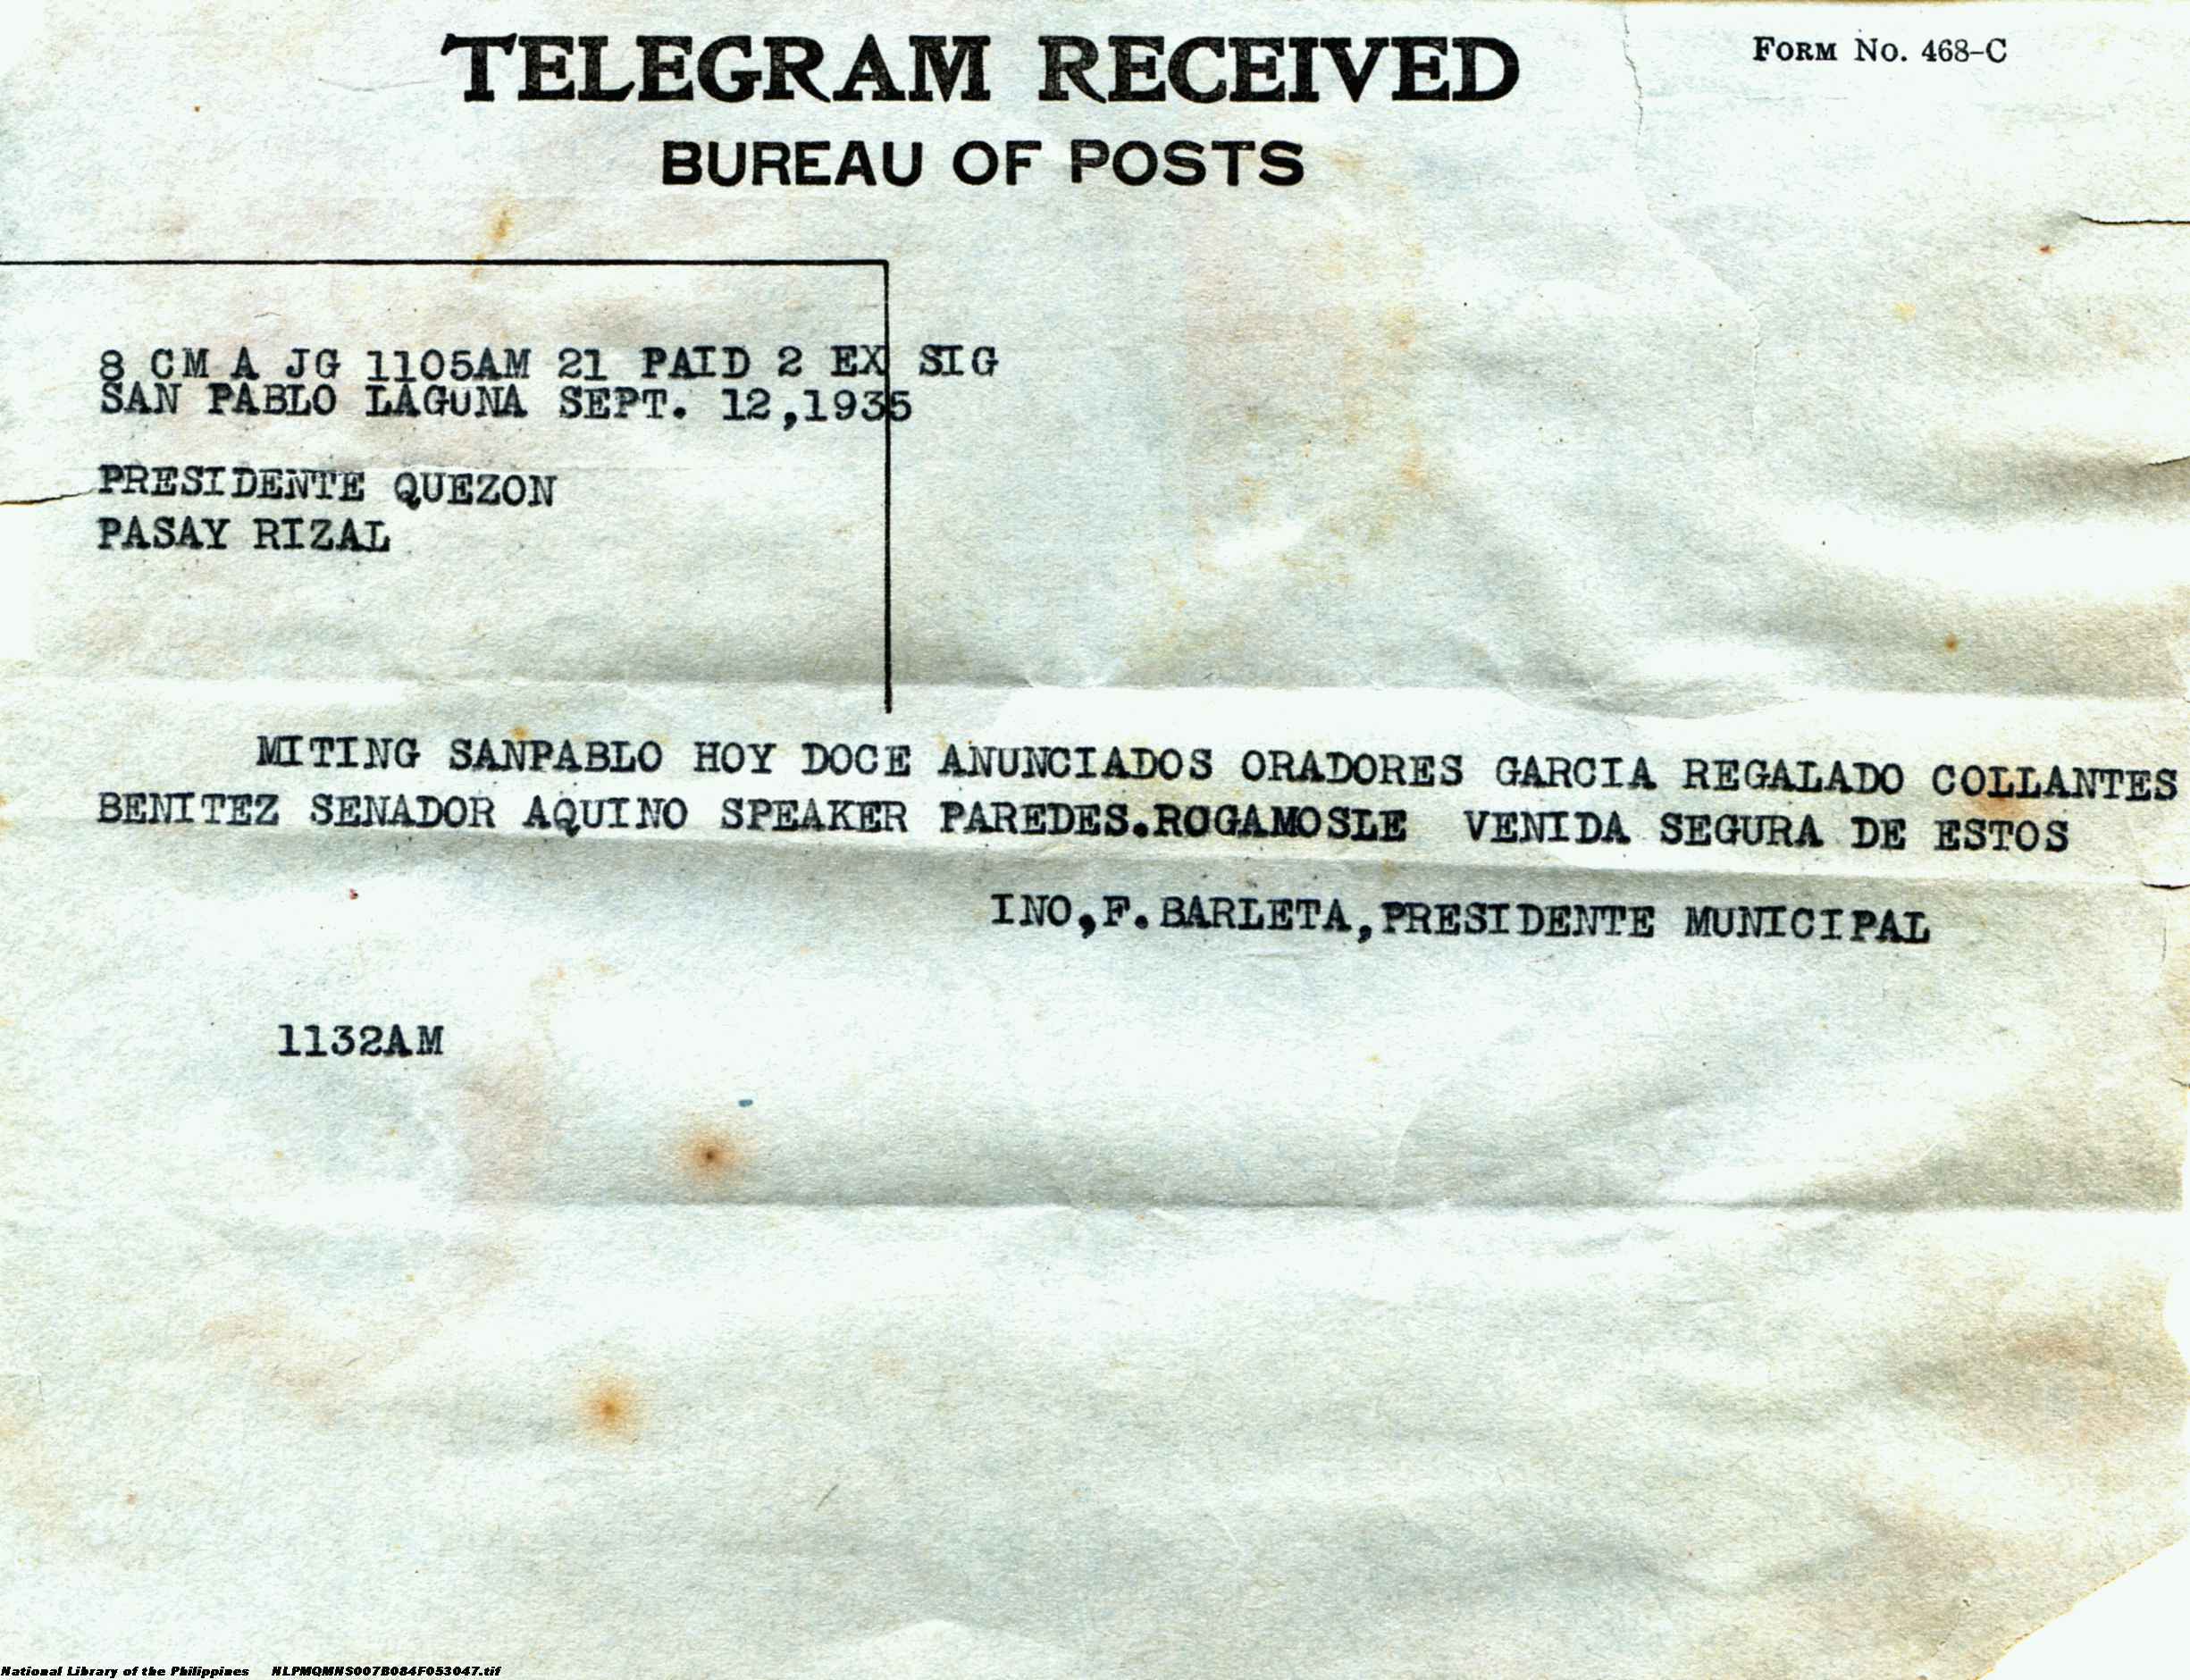 TELEGRAM RECEIVED
FORM No. 468-C
BUREAU OF POSTS
8 CM A JG 1105AM 21 PAID 2 EX SIG
SAN PABLO LAGUNA SEPT. 12,1935
PRESIDENTE QUEZON
PASAY RIZAL
MITING SANPABLO HOY DOCE ANUNCIADOS ORADORES GARCIA REGALADO COLLANTES
BENITEZ SENADOR AQUINO SPEAKER PAREDES.ROGAMOSLE VENIDA SEGURA DE ESTOS
INO,F.BARLETA,PRESIDENTE MUNICIPAL
1132AM
National Library of the Philippines NLPMQMNS007B084F053047.tif